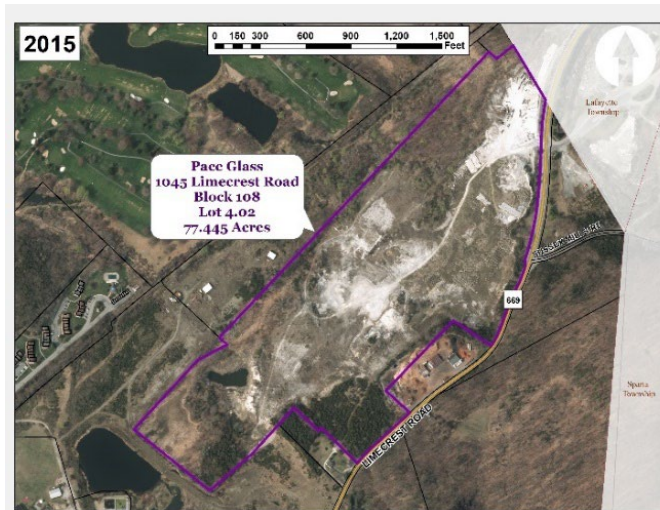 2015
0 150 300 600 900 1,200 1,500
Feet
Lafayette
Township
Pace Glass
1045 Limecrest Road
Block 108
Lot 4.02
77.445 Acres
669
Sparta
Township
LIMECREST ROAD